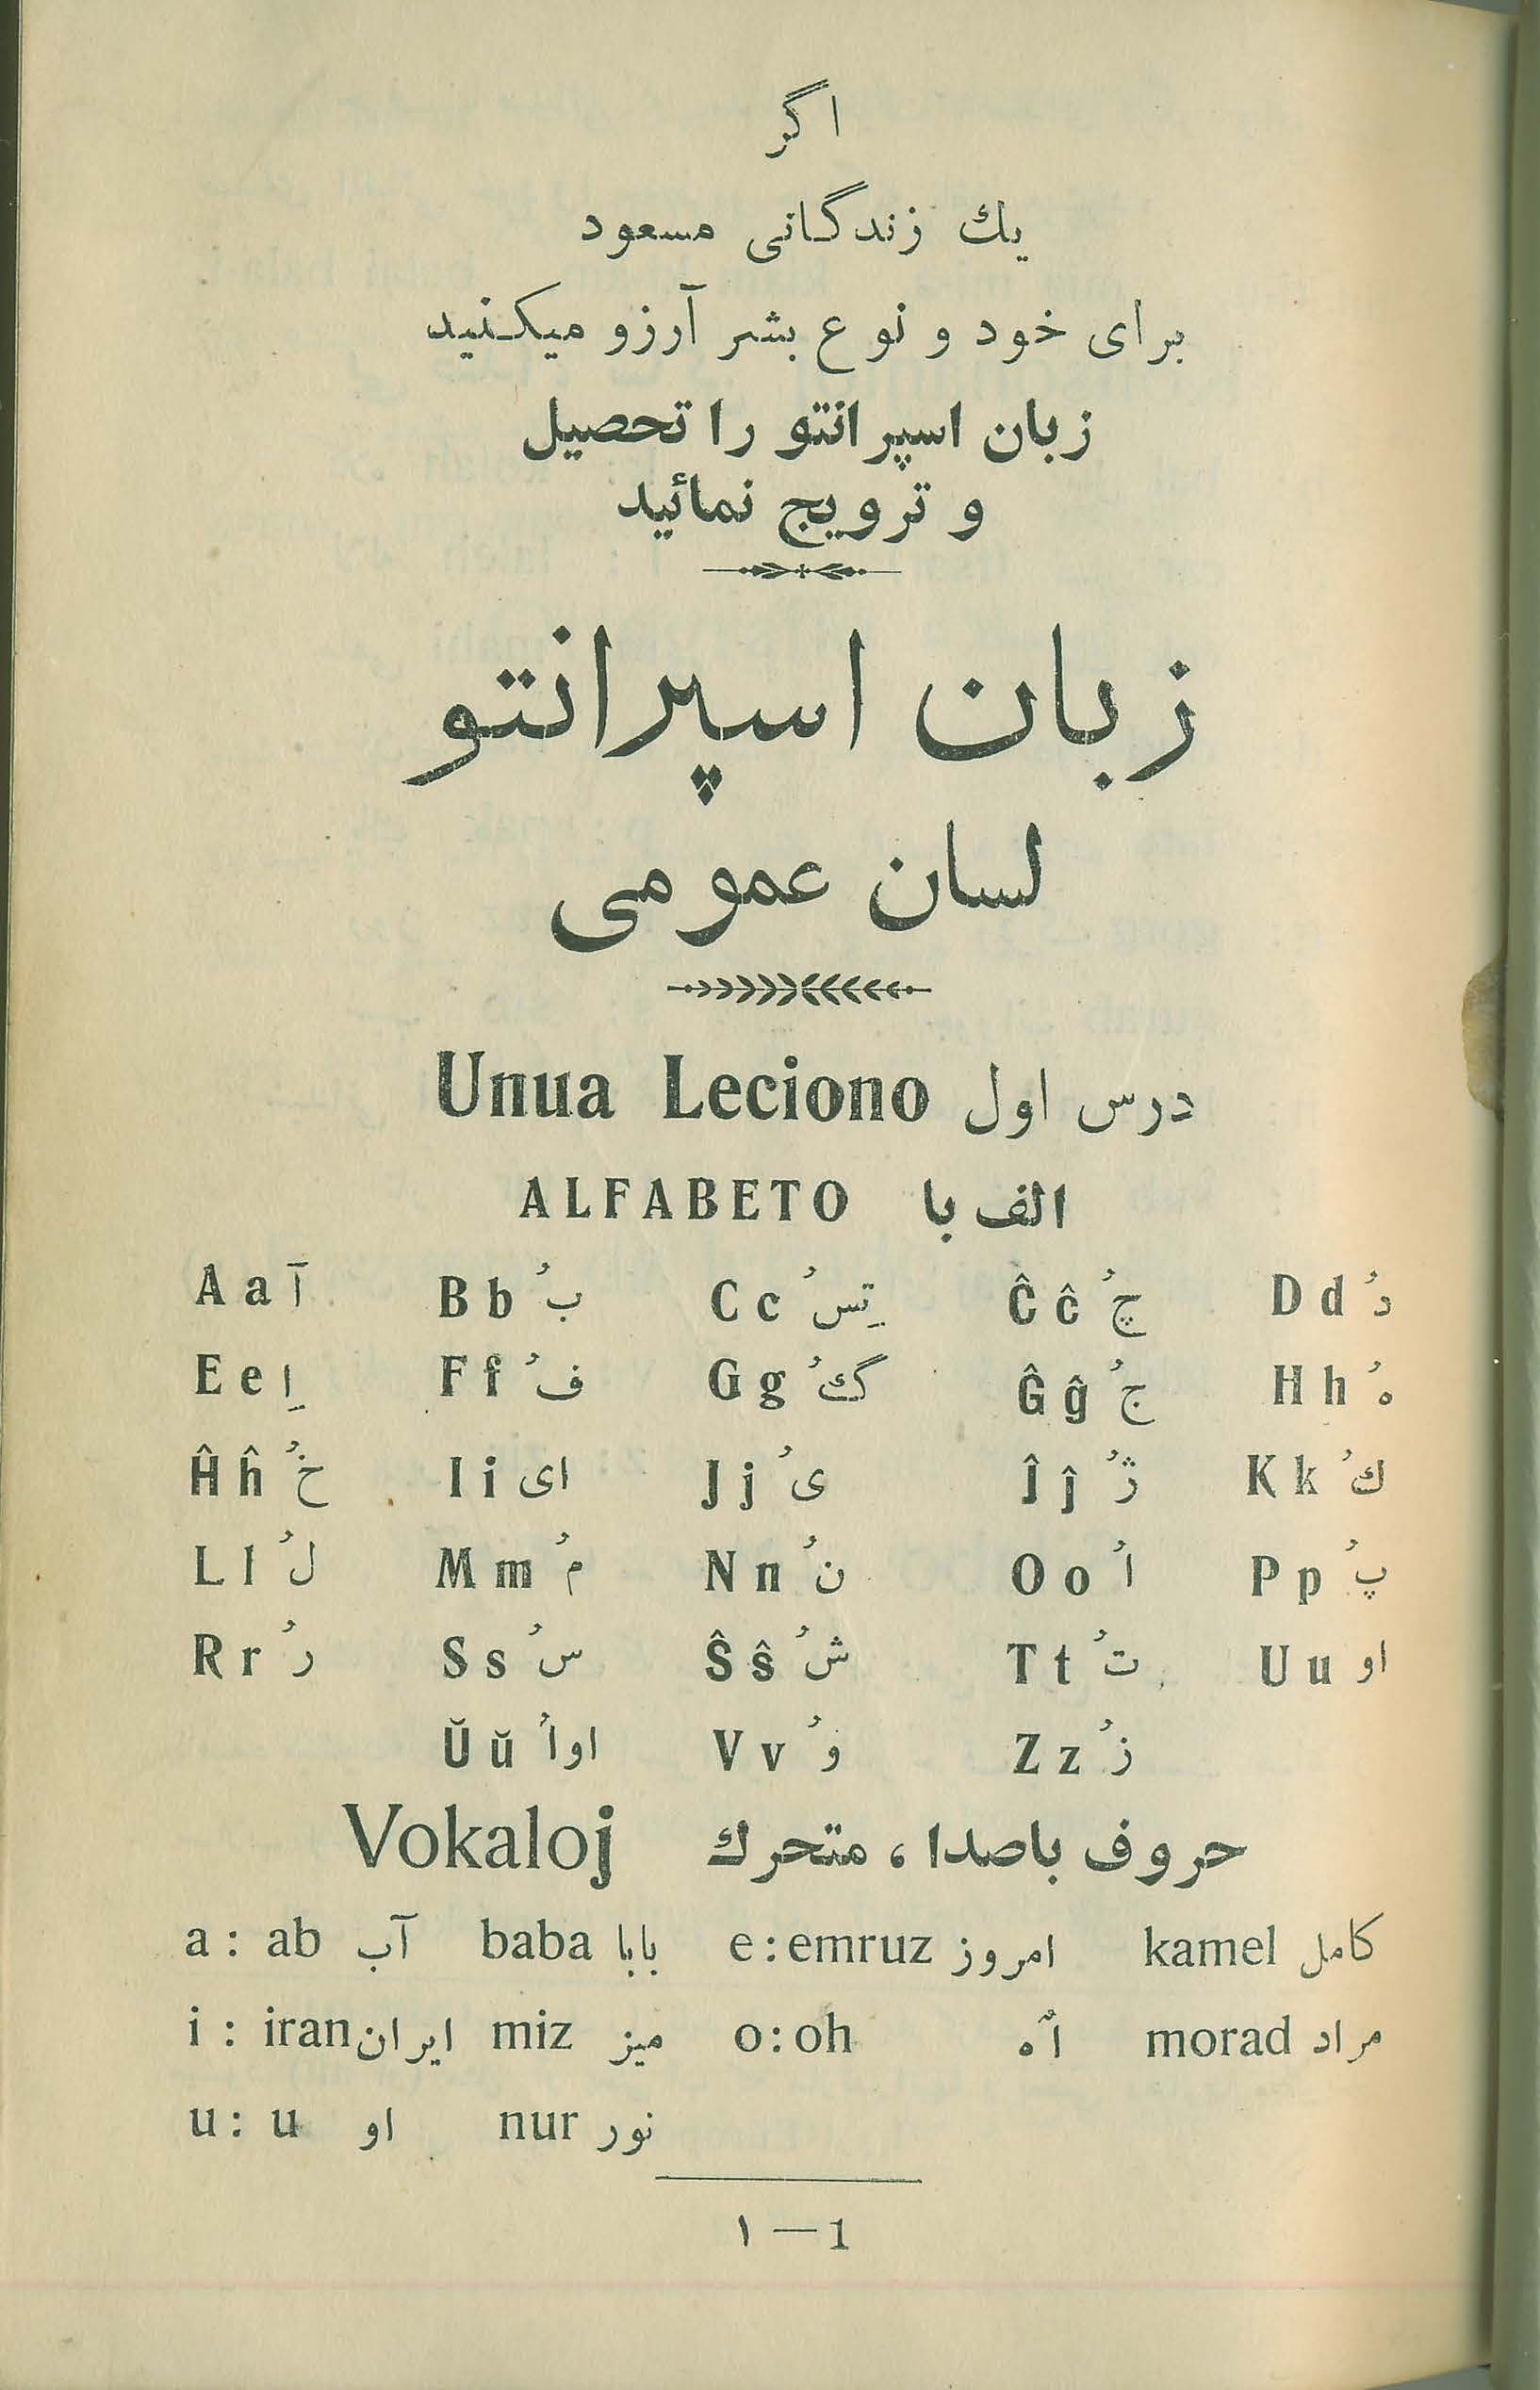 اگر
يك زندگانی مسعود
برای خود و نوع بشر آرزو میکنید
زبان اسپرانتو را تحصیل
و ترویج نمائید
زبان اسپرانتو
لسان عمومی
Unua Leciono درس اول
ALFABETO الف با
A a آ B b بُ C c تِسُ Ĉ ĉ چُ D d دُ
E e اِ F f فُ G g گُ Ĝ ĝ جُ H h هُ
Ĥ ĥ خُ I i ای J j یُ Ĵ ĵ ژُ K k كُ
L l لُ M m مُ N n نُ O o اُ P p پُ
R r رُ S s سُ Ŝ ŝ شُ T t تُ U u او
Ŭ ŭ اواُ V v وُ Z z زُ
Vokaloj حروف باصدا ، متحرك
a : ab آب baba بابا e : emruz امروز kamel کامل
i : iran ایران miz میز o : oh اُه morad مراد
u : u او nur نور
۱ — 1